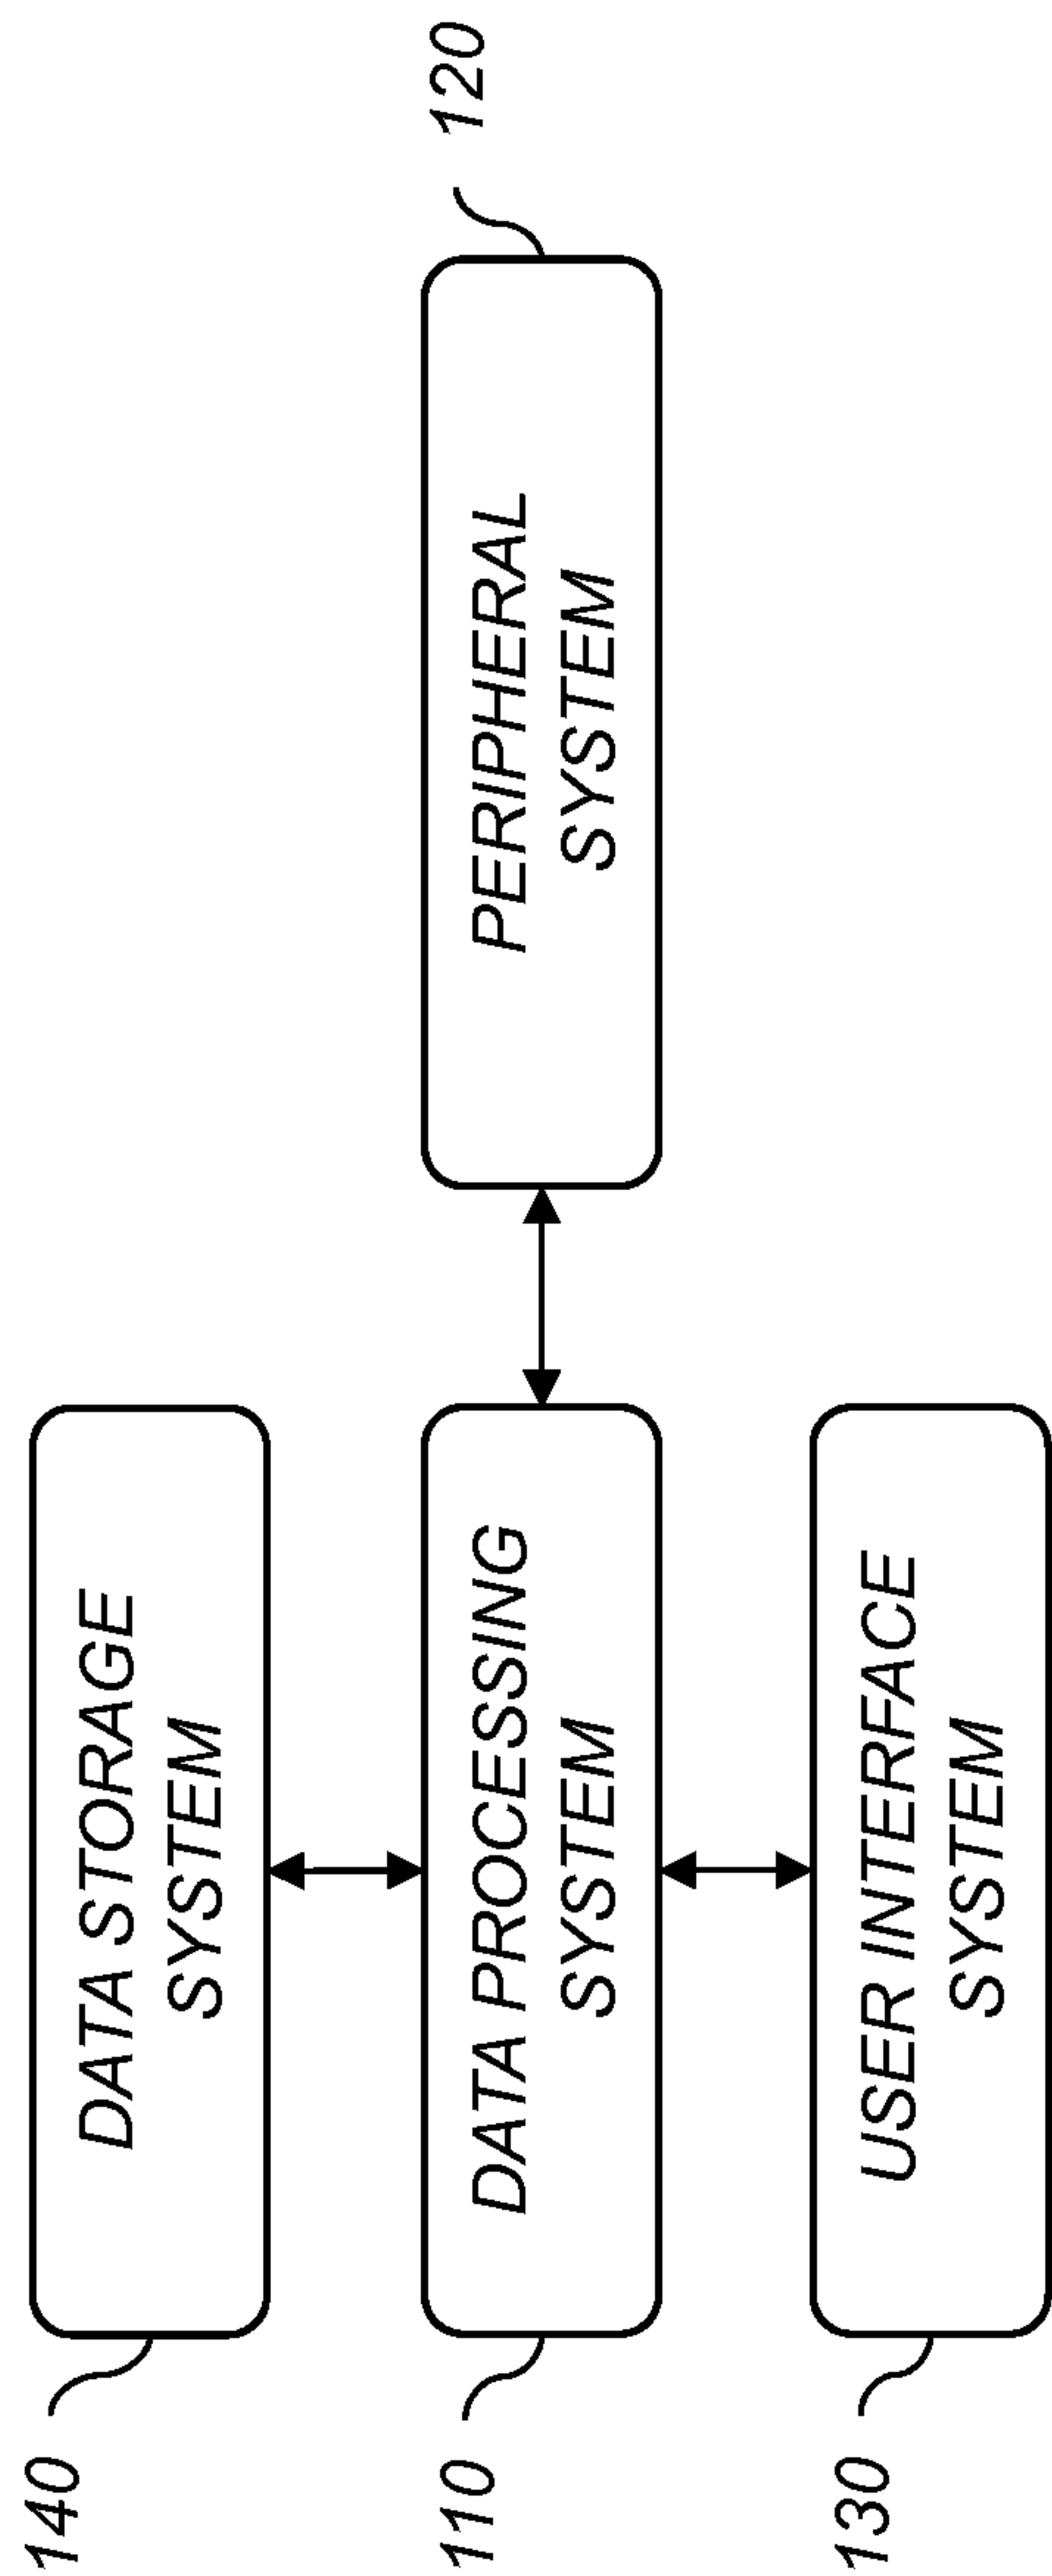 140
DATA STORAGE
SYSTEM
110
DATA PROCESSING
SYSTEM
PERIPHERAL
SYSTEM
120
130
USER INTERFACE
SYSTEM